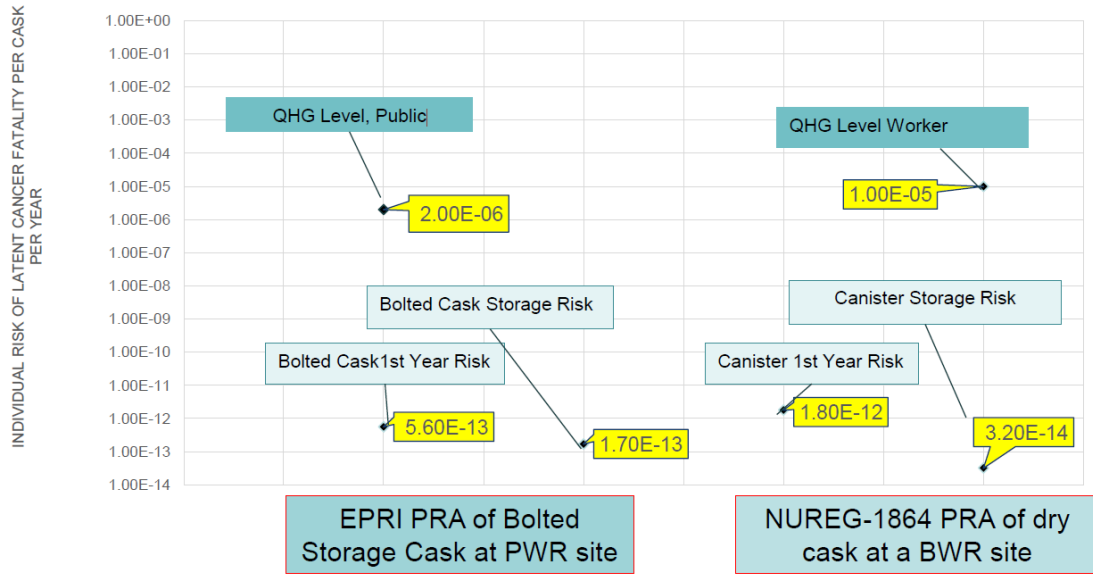 INDIVIDUAL RISK OF LATENT CANCER FATALITY PER CASK
PER YEAR
1.00E+00
1.00E-01
1.00E-02
1.00E-03
1.00E-04
1.00E-05
1.00E-06
1.00E-07
1.00E-08
1.00E-09
1.00E-10
1.00E-11
1.00E-12
1.00E-13
1.00E-14
QHG Level, Public
QHG Level Worker
2.00E-06
1.00E-05
Bolted Cask Storage Risk
Canister Storage Risk
Bolted Cask1st Year Risk
Canister 1st Year Risk
5.60E-13
1.70E-13
1.80E-12
3.20E-14
EPRI PRA of Bolted
Storage Cask at PWR site
NUREG-1864 PRA of dry
cask at a BWR site